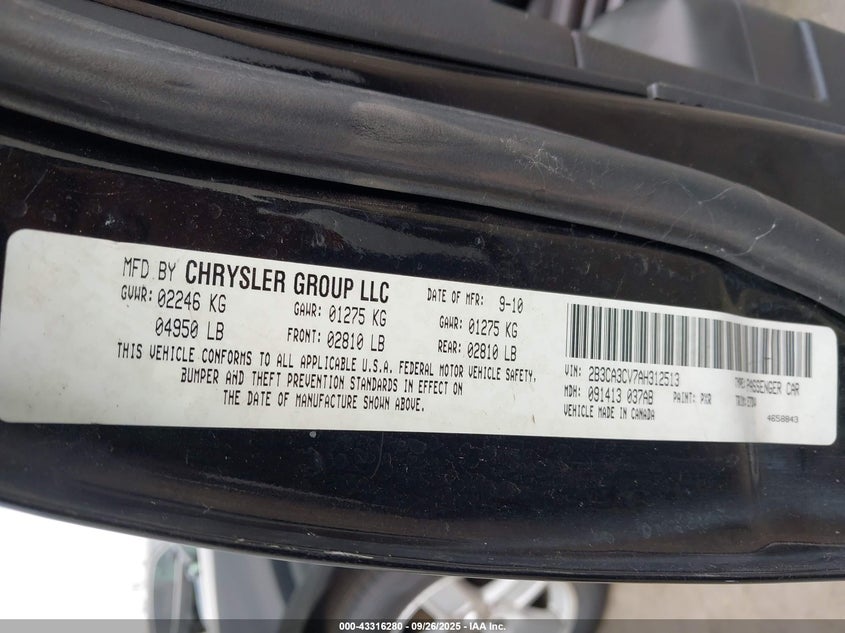 MFD BY CHRYSLER GROUP LLC
DATE OF MFR: 9-10
GVWR: 02246 KG
GAWR: 01275 KG
GAWR: 01275 KG
04950 LB
FRONT: 02810 LB
REAR: 02810 LB
THIS VEHICLE CONFORMS TO ALL APPLICABLE U.S.A. FEDERAL MOTOR VEHICLE SAFETY,
BUMPER AND THEFT PREVENTION STANDARDS IN EFFECT ON
THE DATE OF MANUFACTURE SHOWN ABOVE.
VIN: 2B3CA3CV7AH312513
TYPE: PASSENGER CAR
MDH: 091413 037AB
PAINT: PXR
VEHICLE MADE IN CANADA
4658843
000-43316280 - 09/26/2025 - IAA Inc.